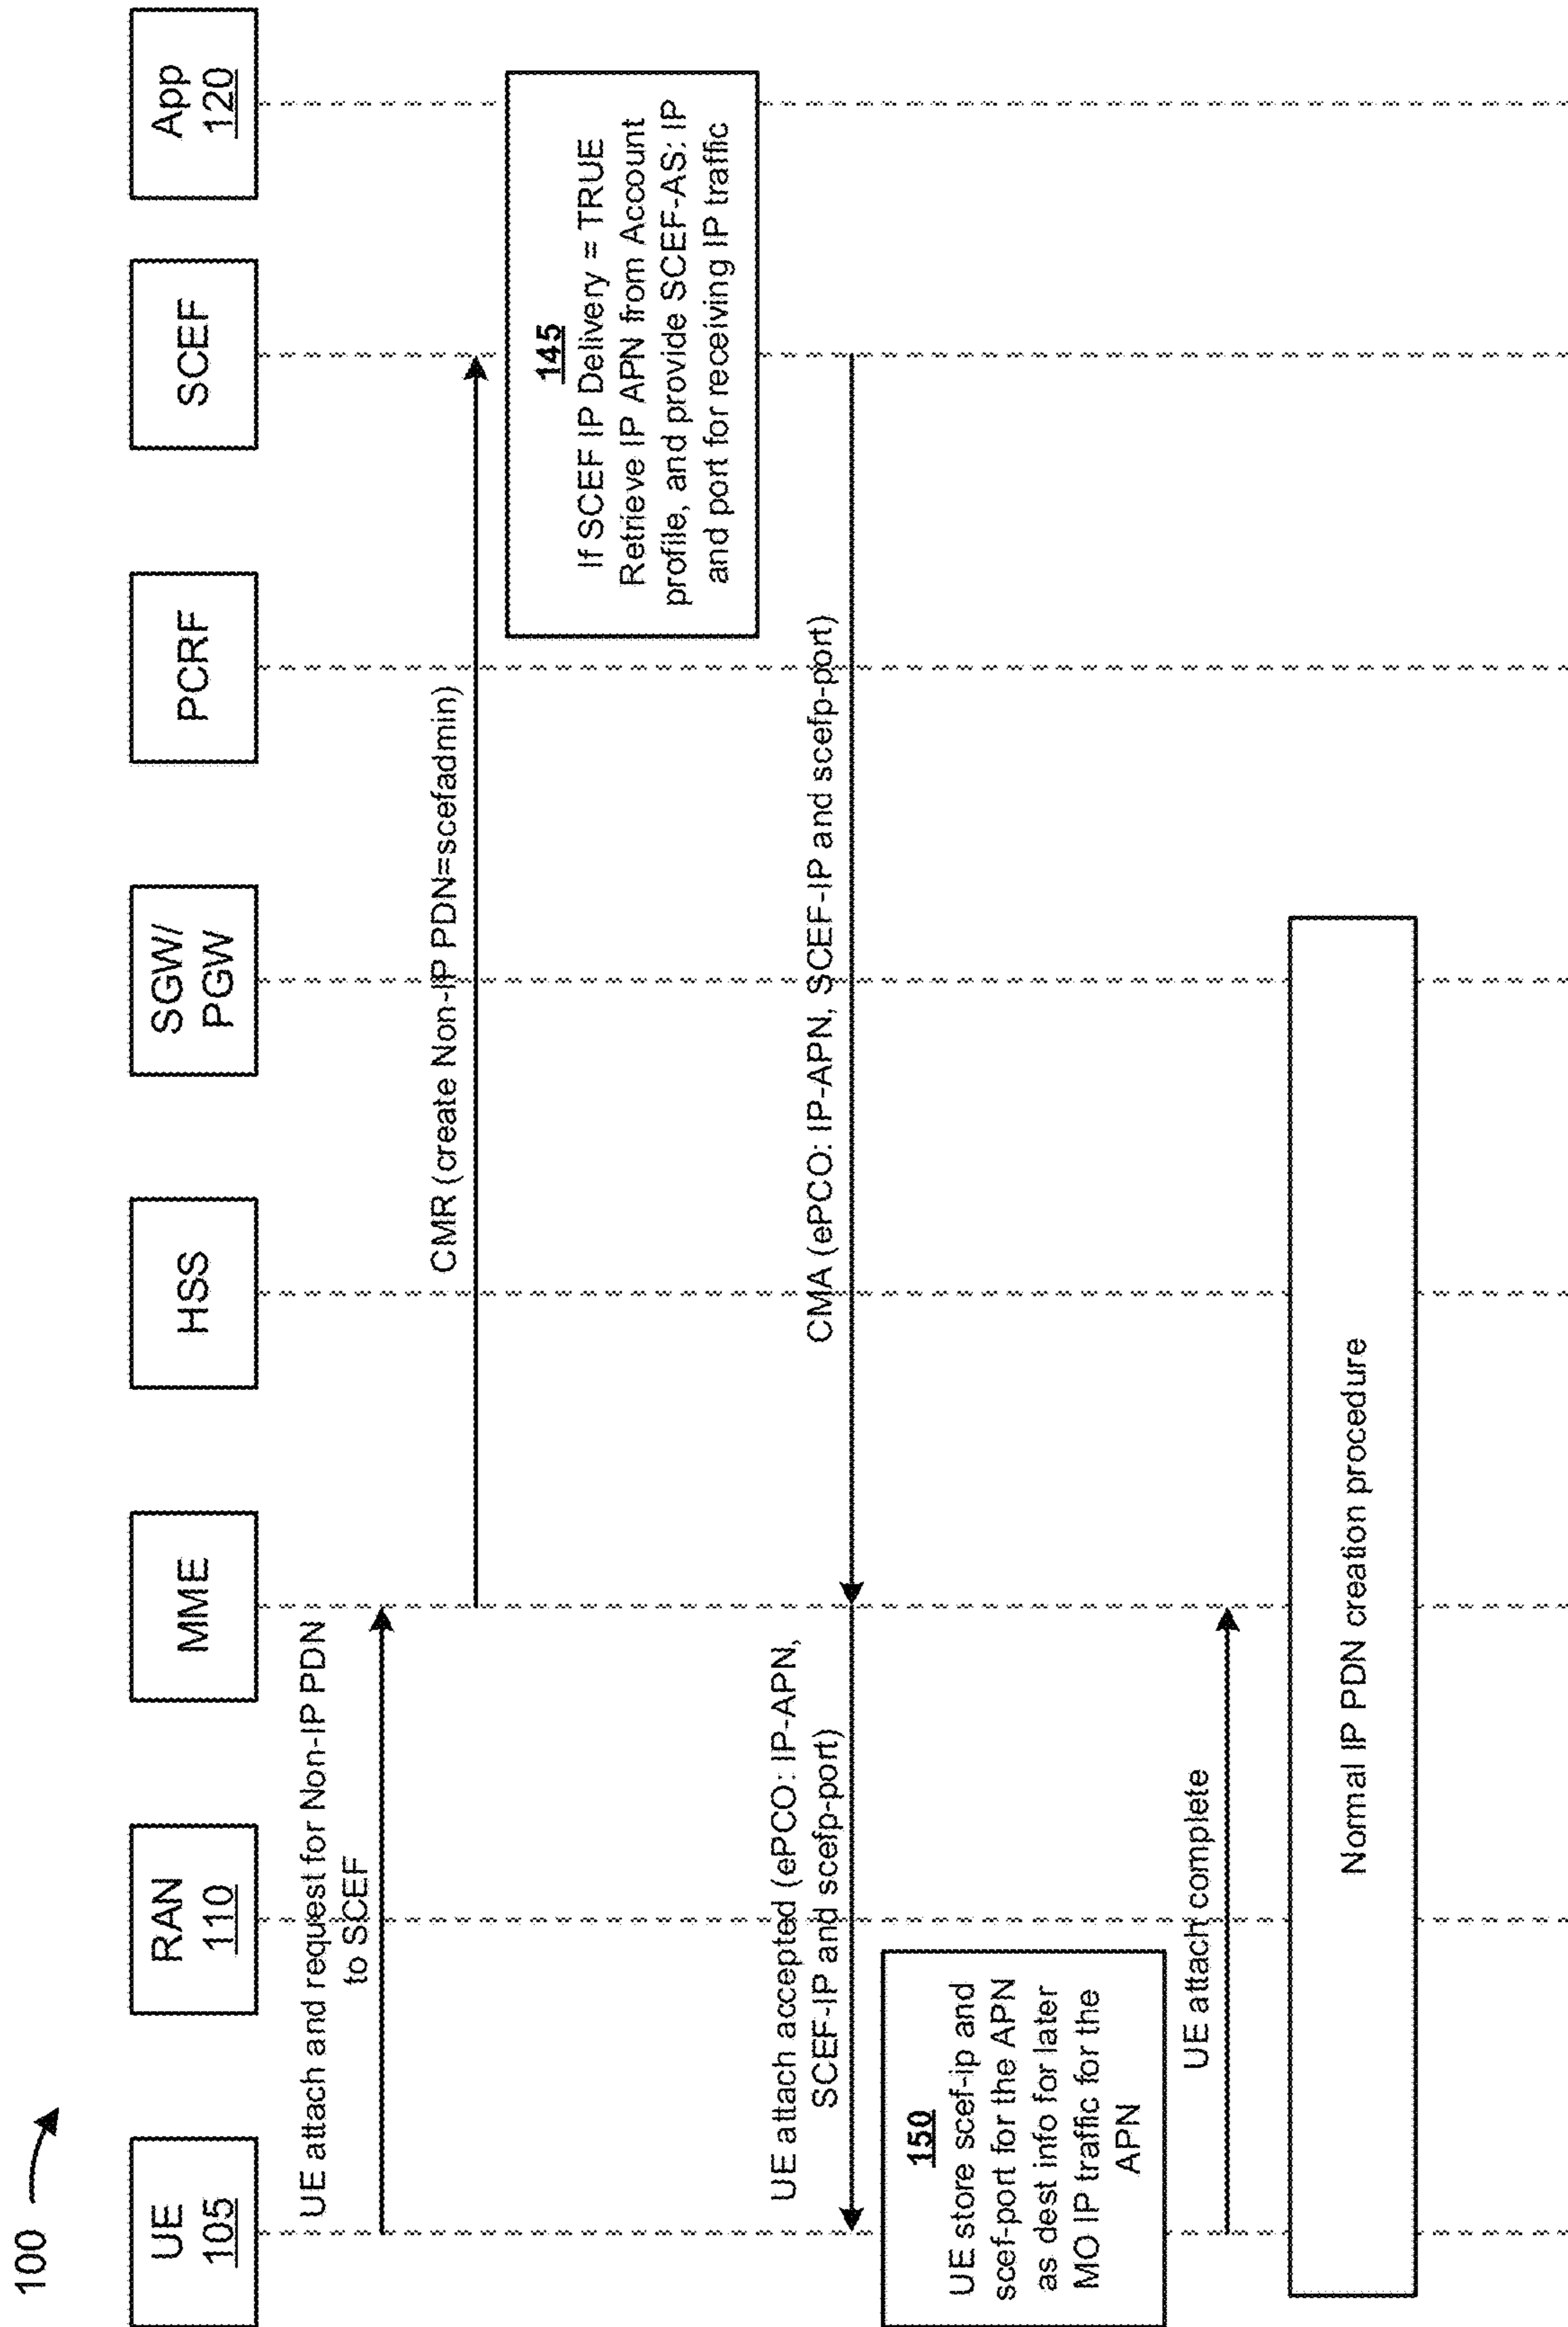 100
UE
105
RAN
110
MME
HSS
SGW/
PGW
PCRF
SCEF
App
120
UE attach and request for Non-IP PDN
to SCEF
CMR (create Non-IP PDN=scefadmin)
145
If SCEF IP Delivery = TRUE
Retrieve IP APN from Account
profile, and provide SCEF-AS: IP
and port for receiving IP traffic
CMA (ePCO: IP-APN, SCEF-IP and scefp-port)
UE attach accepted (ePCO: IP-APN,
SCEF-IP and scefp-port)
150
UE store scef-ip and
scef-port for the APN
as dest info for later
MO IP traffic for the
APN
UE attach complete
Normal IP PDN creation procedure